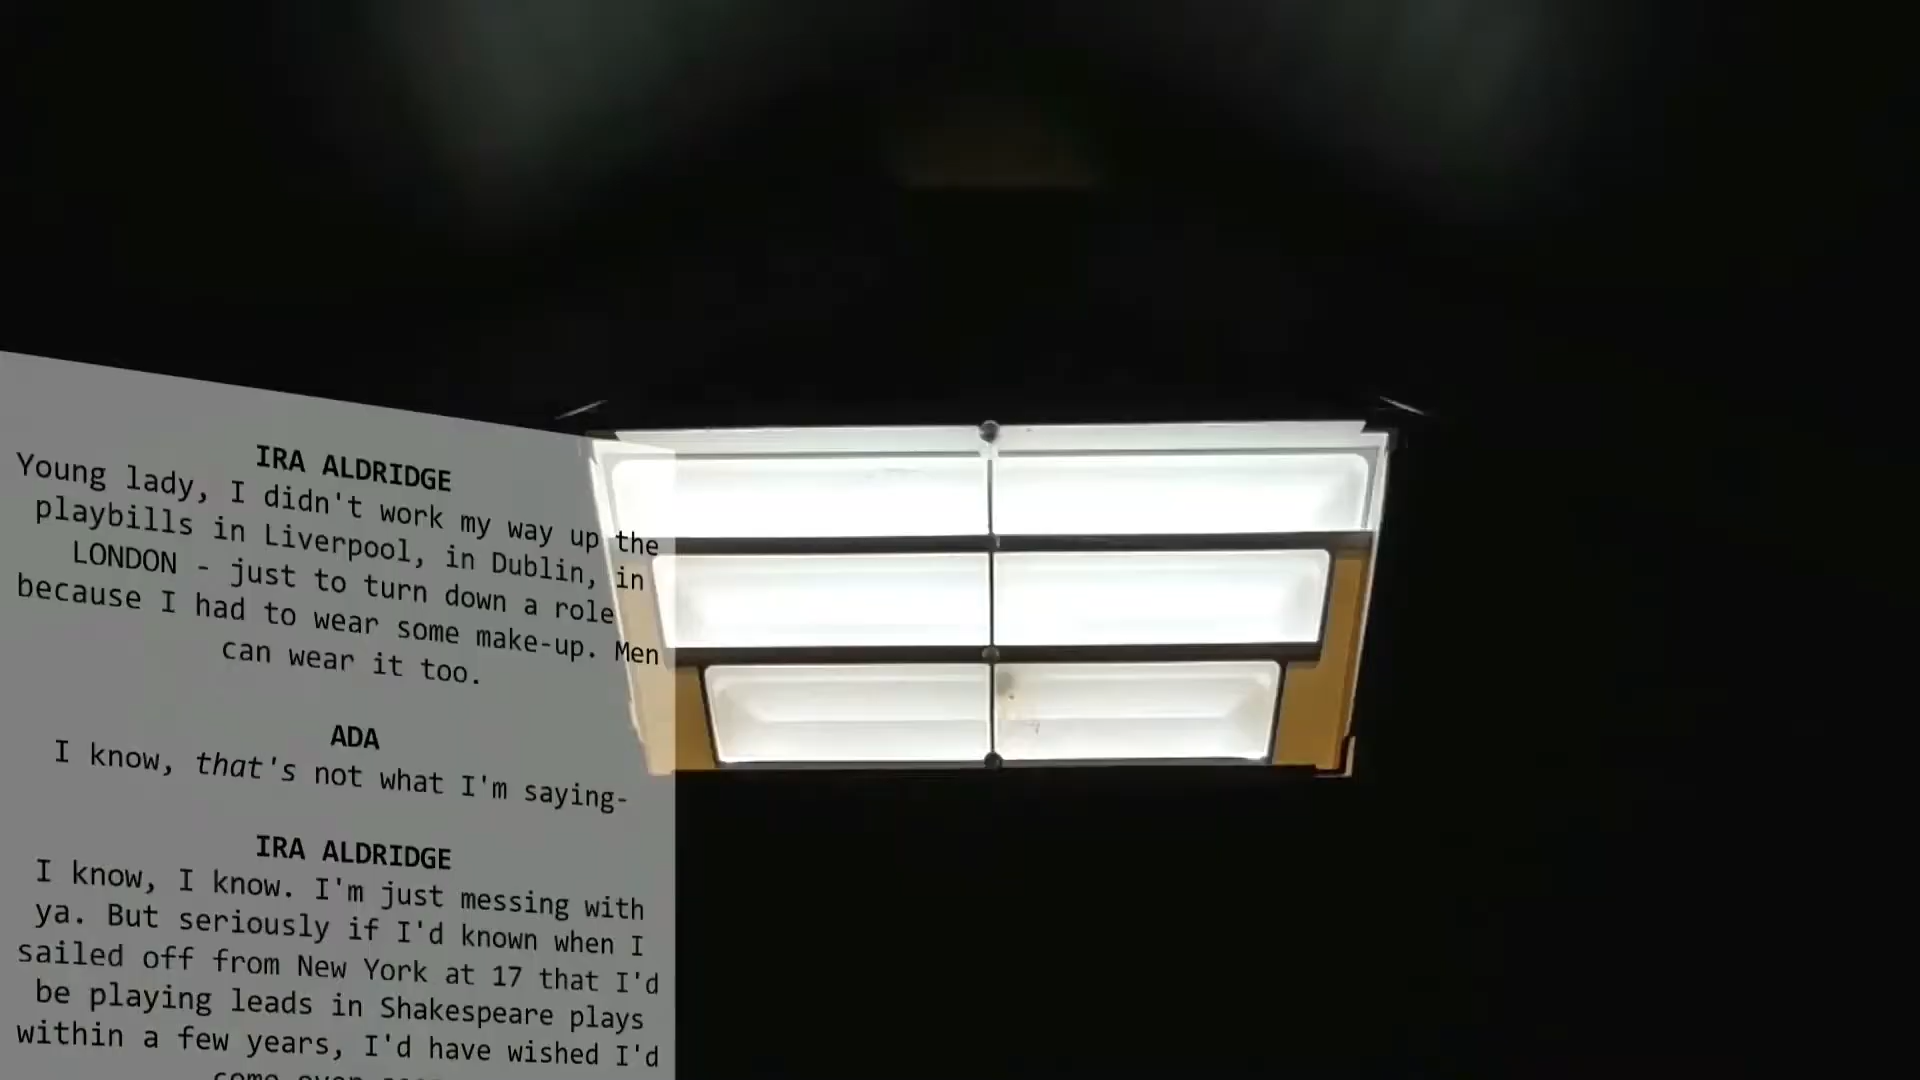 IRA ALDRIDGE
Young lady, I didn't work my way up the
playbills in Liverpool, in Dublin, in
LONDON - just to turn down a role
because I had to wear some make-up. Men
can wear it too.
ADA
I know, that's not what I'm saying-
IRA ALDRIDGE
I know, I know. I'm just messing with
ya. But seriously if I'd known when I
sailed off from New York at 17 that I'd
be playing leads in Shakespeare plays
within a few years, I'd have wished I'd
come over